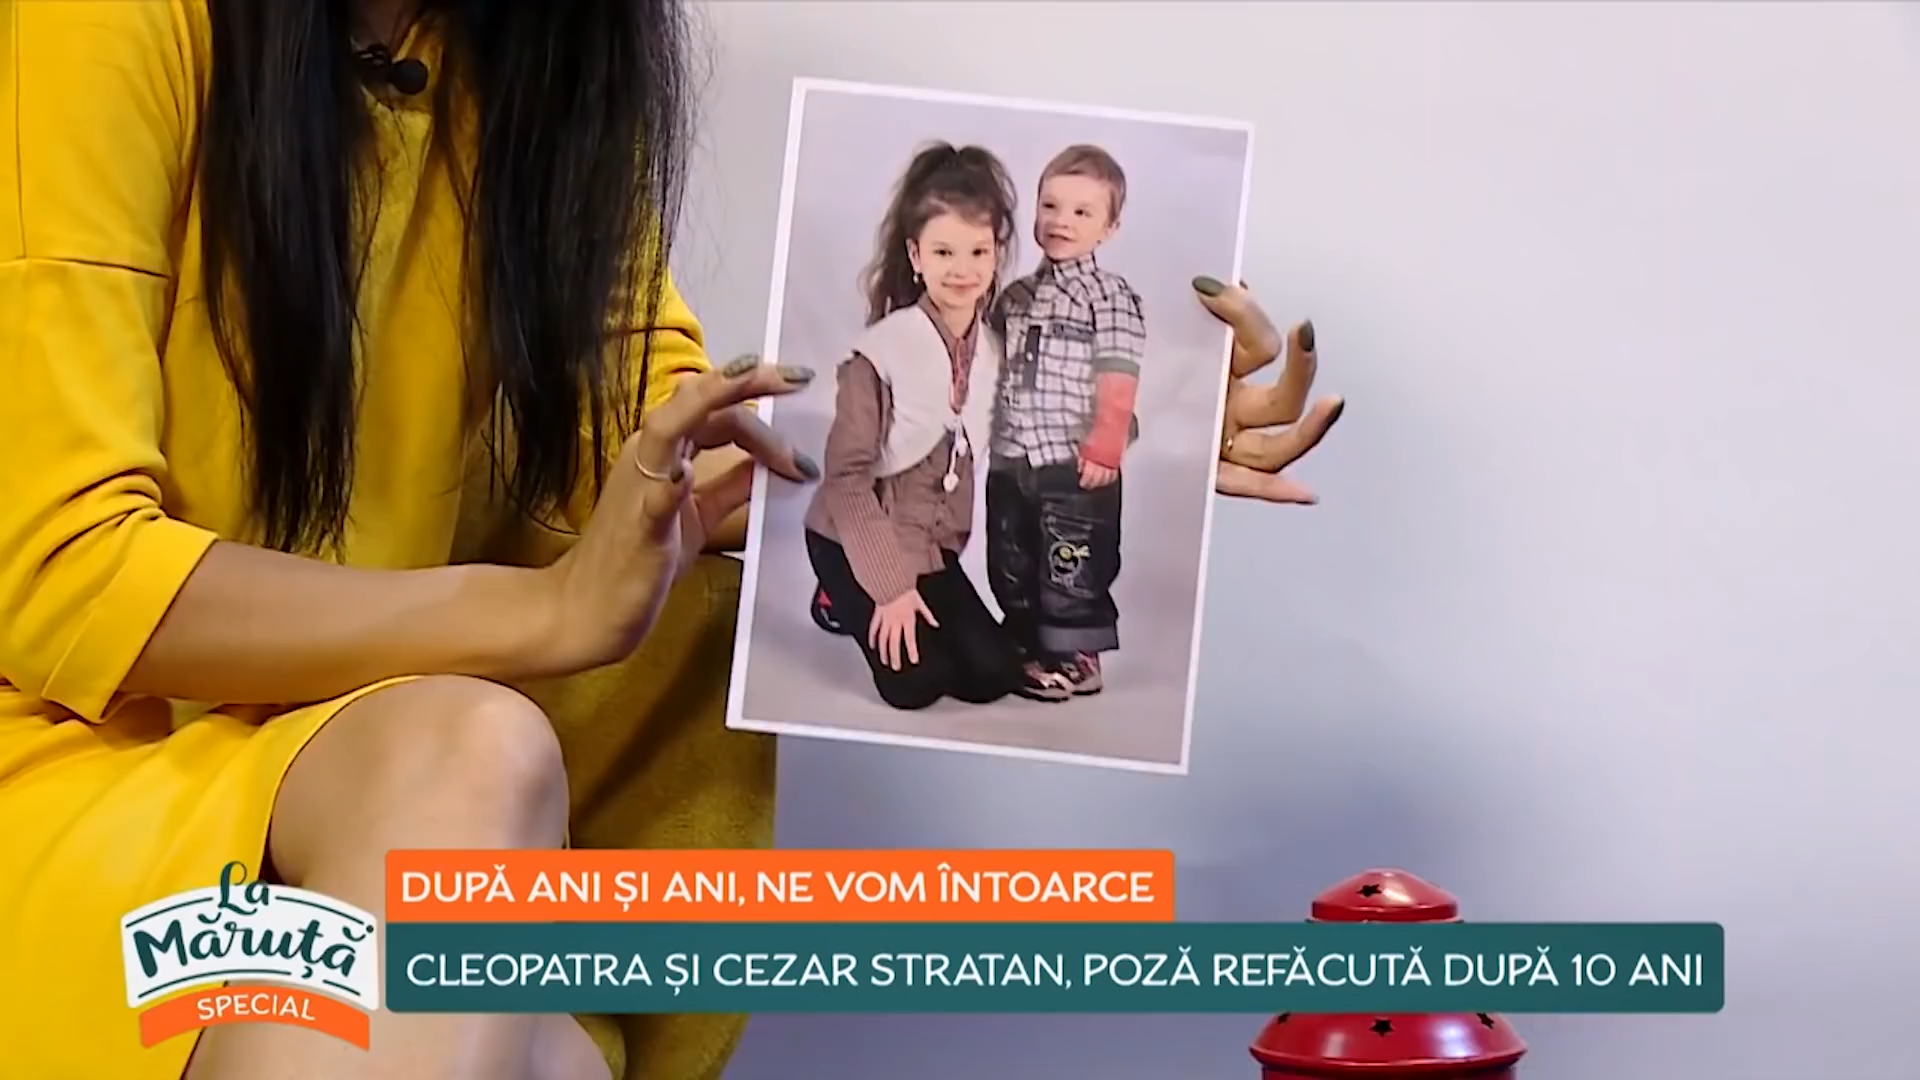 DUPĂ ANI ȘI ANI, NE VOM ÎNTOARCE
CLEOPATRA ȘI CEZAR STRATAN, POZĂ REFĂCUTĂ DUPĂ 10 ANI
La
Măruță
SPECIAL